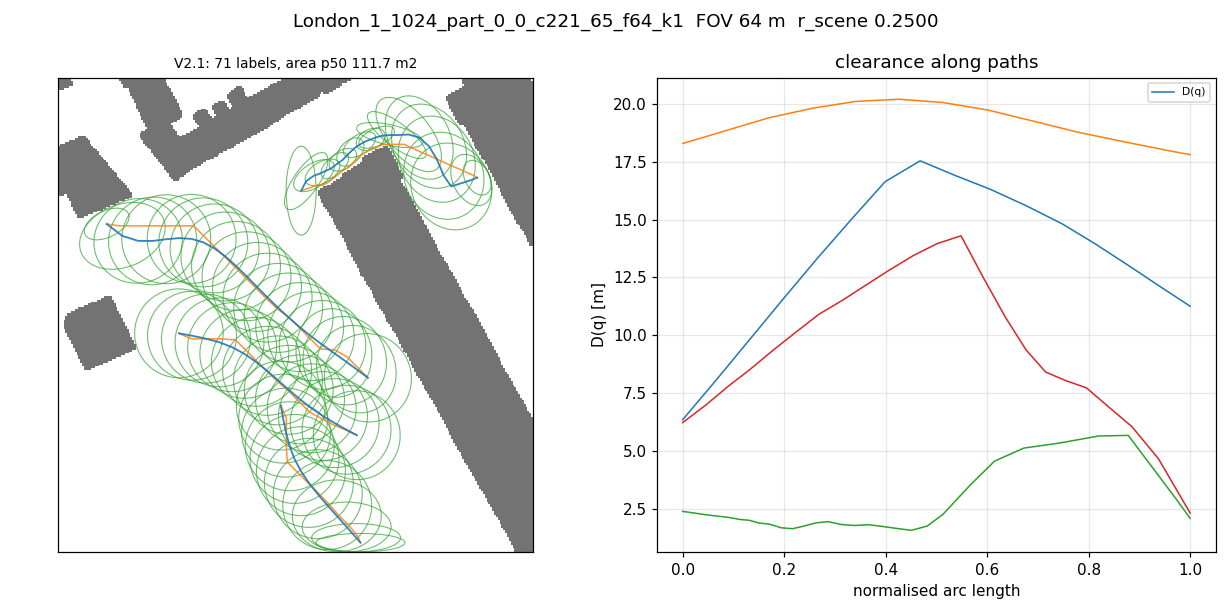 London_1_1024_part_0_0_c221_65_f64_k1  FOV 64 m  r_scene 0.2500
V2.1: 71 labels, area p50 111.7 m2
clearance along paths
D(q)
D(q) [m]
20.0
17.5
15.0
12.5
10.0
7.5
5.0
2.5
0.0 0.2 0.4 0.6 0.8 1.0
normalised arc length